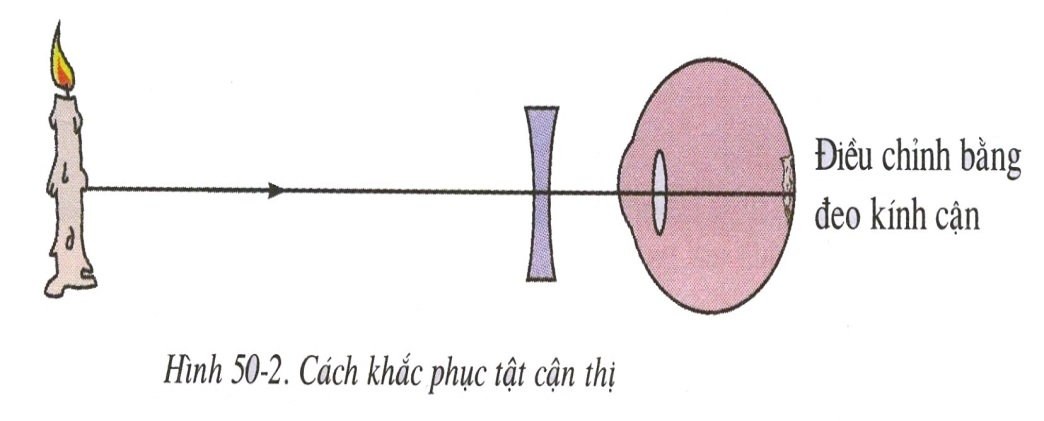 Điều chỉnh bằng
đeo kính cận
Hình 50-2. Cách khắc phục tật cận thị